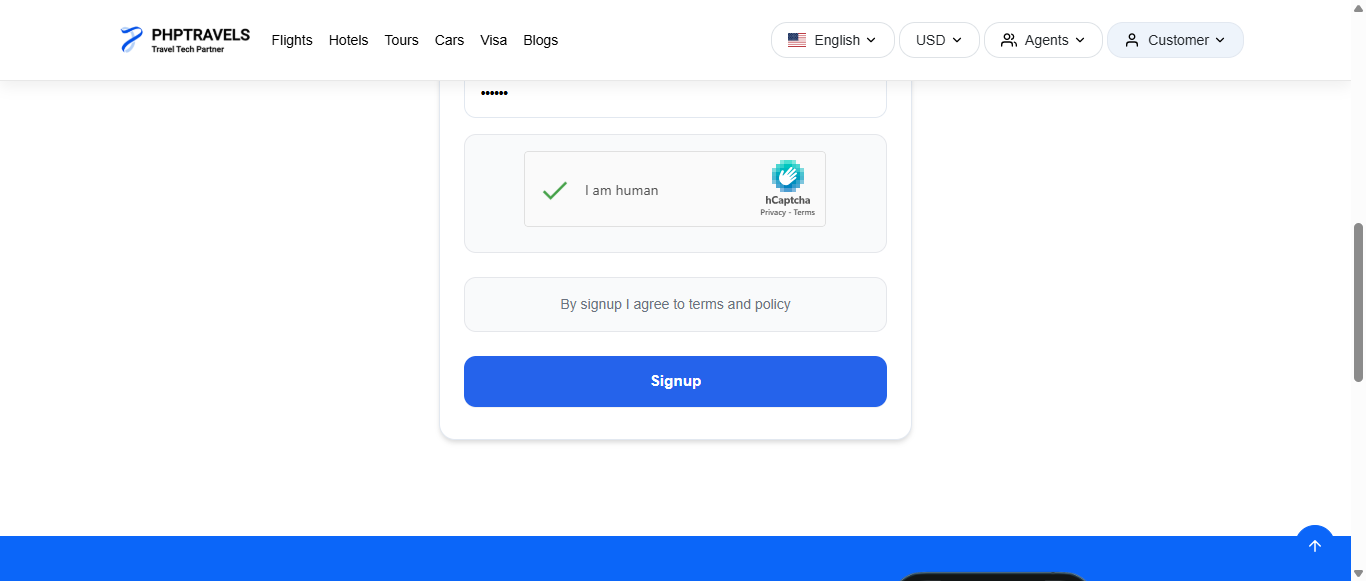 PHPTRAVELS
Travel Tech Partner
Flights Hotels Tours Cars Visa Blogs
English USD Agents Customer
••••••
I am human
hCaptcha
Privacy - Terms
By signup I agree to terms and policy
Signup